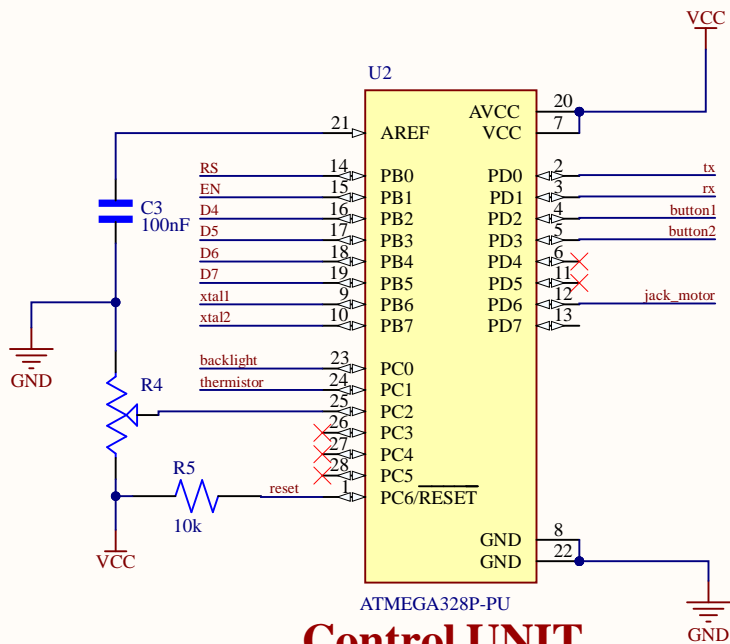 VCC
U2
21 AREF AVCC 20
VCC 7
RS 14 PB0 PD0 2 tx
EN 15 PB1 PD1 3 rx
D4 16 PB2 PD2 4 button1
D5 17 PB3 PD3 5 button2
D6 18 PB4 PD4 6
D7 19 PB5 PD5 11
xtal1 9 PB6 PD6 12 jack_motor
xtal2 10 PB7 PD7 13
C3
100nF
GND
backlight 23 PC0
thermistor 24 PC1
R4 25 PC2
26 PC3
27 PC4
28 PC5
R5 reset 1 PC6/RESET
10k
VCC
GND 8
GND 22
ATMEGA328P-PU
GND
Control UNIT